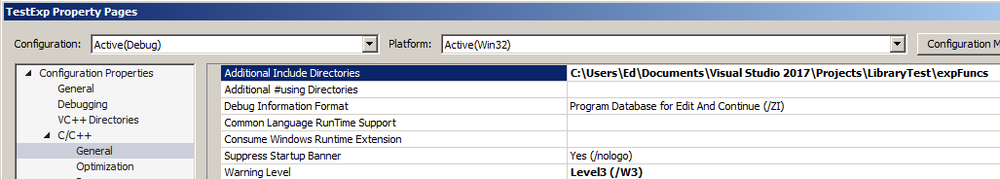 TestExp Property Pages
Configuration: Active(Debug) Platform: Active(Win32) Configuration
Configuration Properties
General
Debugging
VC++ Directories
C/C++
General
Optimization
Additional Include Directories C:\Users\Ed\Documents\Visual Studio 2017\Projects\LibraryTest\expFuncs
Additional #using Directories
Debug Information Format Program Database for Edit And Continue (/ZI)
Common Language RunTime Support
Consume Windows Runtime Extension
Suppress Startup Banner Yes (/nologo)
Warning Level Level3 (/W3)